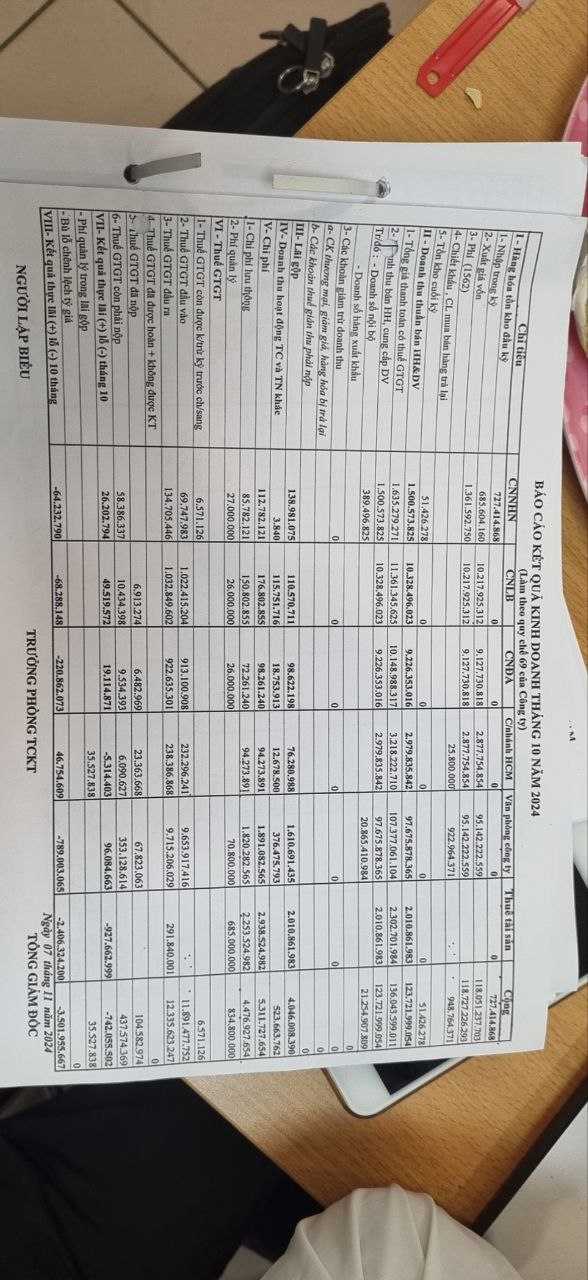 BÁO CÁO KẾT QUẢ KINH DOANH THÁNG 10 NĂM 2024
(Làm theo quy chế 69 của Công ty)
Chỉ tiêu CNNHN CNLB CNDA C/nhánh HCM Văn phòng công ty Thuê tài sản Cộng
I - Hàng hóa tồn kho đầu kỳ 727.414.868 0 0 0 0 727.414.868
1- Nhập trong kỳ 685.604.160 10.217.925.312 9.127.730.818 2.877.754.854 95.142.222.559 118.051.237.703
2- Xuất giá vốn 1.361.592.750 10.217.925.312 9.127.730.818 2.877.754.854 95.142.222.559 118.727.226.293
3- Phí (1562)
4- Chiết khấu ,CL mua bán hàng trả lại 25.800.000 922.964.371 948.764.371
5- Tồn kho cuối kỳ 51.426.278 0 0 0 0 0 51.426.278
II - Doanh thu thuần bán HH&DV 1.500.573.825 10.328.496.023 9.226.353.016 2.979.835.842 97.675.878.365 2.010.861.983 123.721.999.054
1- Tổng giá thanh toán có thuế GTGT 1.635.279.271 11.361.345.625 10.148.988.317 3.218.222.710 107.377.061.104 2.302.701.984 136.043.599.011
2- thu bán HH, cung cấp DV 1.500.573.825 10.328.496.023 9.226.353.016 2.979.835.842 97.675.878.365 2.010.861.983 123.721.999.054
Tr/đó : - Doanh số nội bộ 389.496.825 20.865.410.984 21.254.907.809
- Doanh số hàng xuất khẩu
3- Các khoản giảm trừ doanh thu 0
a- CK thương mại, giảm giá, hàng hóa bị trả lại 0 0 0 0 0 0 0
b- Các khoản thuế giản thu phải nộp 0
III- Lãi gộp 138.981.075 110.570.711 98.622.198 76.280.988 1.610.691.435 2.010.861.983 4.046.008.390
IV- Doanh thu hoạt động TC và TN khác 3.840 115.751.716 18.753.913 12.678.500 376.475.793 523.663.762
V- Chi phí 112.782.121 176.802.855 98.261.240 94.273.891 1.891.082.565 2.938.524.982 5.311.727.654
1- Chi phí lưu thông 85.782.121 150.802.855 72.261.240 94.273.891 1.820.282.565 2.253.524.982 4.476.927.654
2- Phí quản lý 27.000.000 26.000.000 26.000.000 70.800.000 685.000.000 834.800.000
VI - Thuế GTGT
1- Thuế GTGT còn được k/trừ kỳ trước ch/sang 6.571.126 6.571.126
2- Thuế GTGT đầu vào 69.747.983 1.022.415.204 913.100.908 232.296.241 9.653.917.416 11.891.477.752
3- Thuế GTGT đầu ra 134.705.446 1.032.849.602 922.635.301 238.386.868 9.715.206.029 291.840.001 12.335.623.247
4- Thuế GTGT đã được hoàn + không được KT 0
5- Thuế GTGT đã nộp 6.913.274 6.482.969 23.363.668 67.823.063 104.582.974
6- Thuế GTGT còn phải nộp 58.386.337 10.434.398 9.534.393 6.090.627 353.128.614 437.574.369
VII- Kết quả thực lãi (+) lỗ (-) tháng 10 26.202.794 49.519.572 19.114.871 -5.314.403 96.084.663 -927.662.999 -742.055.502
- Phí quản lý trong lãi gộp 35.527.838 35.527.838
- Bù lỗ chênh lệch tỷ giá 0
VIII- Kết quả thực lãi (+) lỗ (-) 10 tháng -64.232.790 -68.288.148 -220.862.073 46.754.609 -789.003.065 -2.406.324.200 -3.501.955.667
Ngày 07 tháng 11 năm 2024
NGƯỜI LẬP BIỂU TRƯỞNG PHÒNG TCKT TỔNG GIÁM ĐỐC